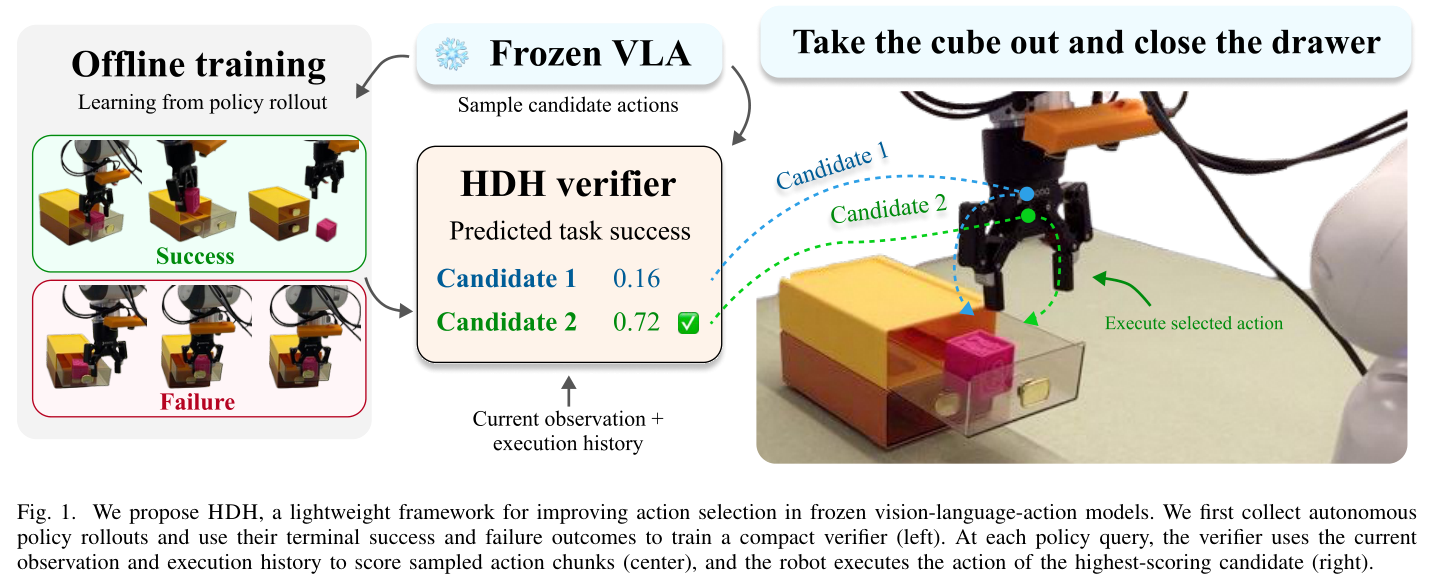 Offline training
Learning from policy rollout
Success
Failure
Frozen VLA
Sample candidate actions
HDH verifier
Predicted task success
Candidate 1 0.16
Candidate 2 0.72
Current observation +
execution history
Take the cube out and close the drawer
Candidate 1
Candidate 2
Execute selected action
Fig. 1. We propose HDH, a lightweight framework for improving action selection in frozen vision-language-action models. We first collect autonomous
policy rollouts and use their terminal success and failure outcomes to train a compact verifier (left). At each policy query, the verifier uses the current
observation and execution history to score sampled action chunks (center), and the robot executes the action of the highest-scoring candidate (right).